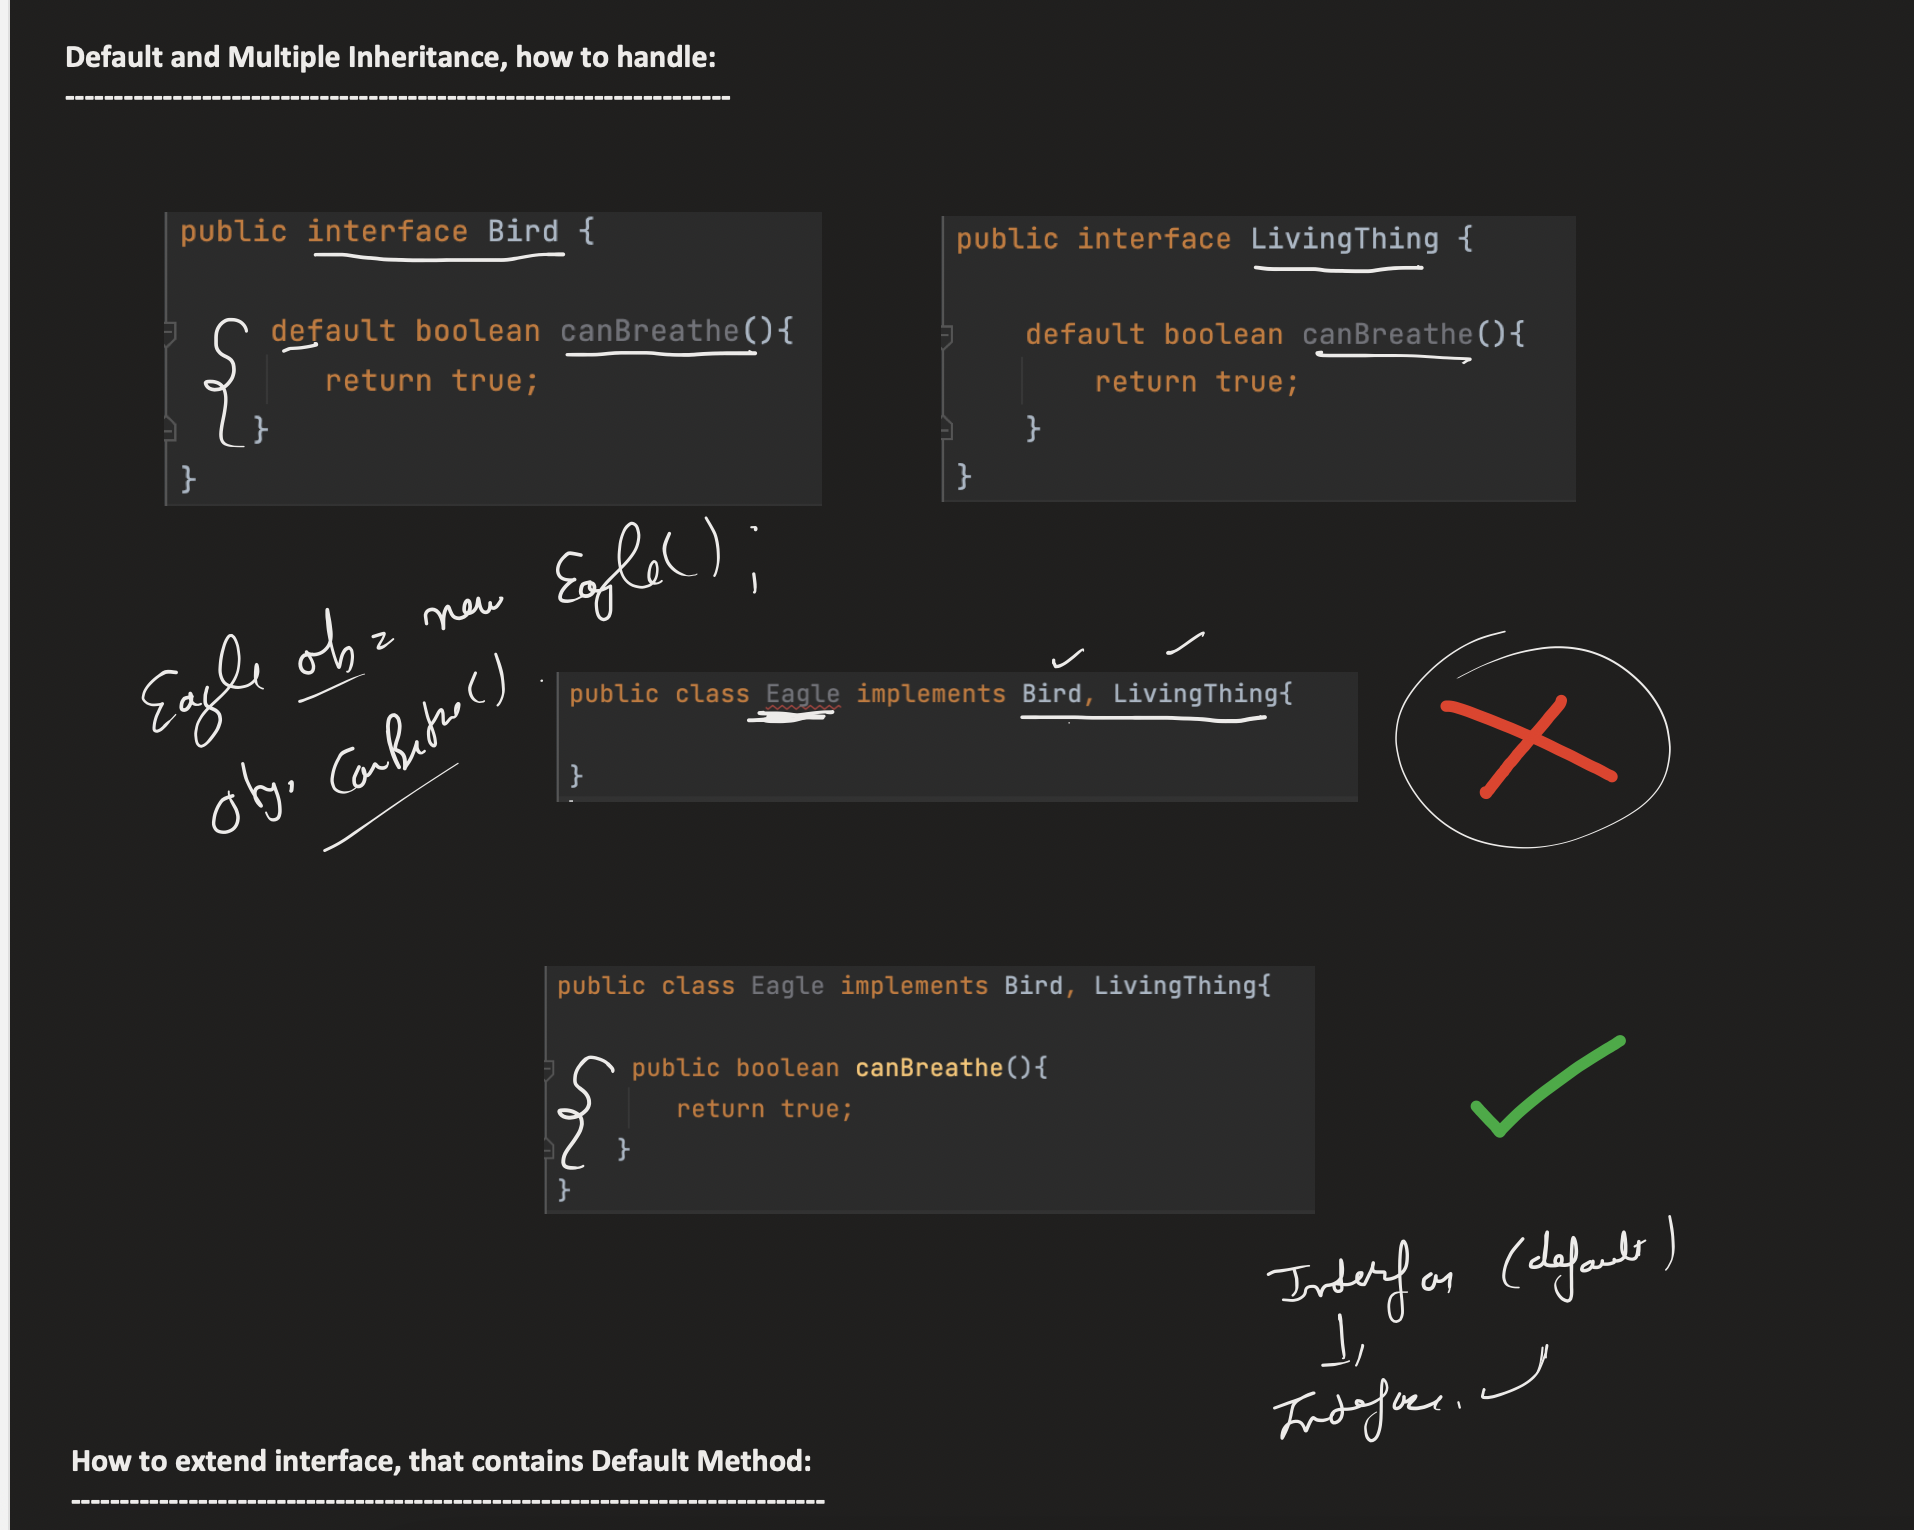 Default and Multiple Inheritance, how to handle:
----------------------------------------------------------------
public interface Bird {
default boolean canBreathe(){
return true;
}
}
public interface LivingThing {
default boolean canBreathe(){
return true;
}
}
Eagle ob = new Eagle();
obj. CanBreathe()
public class Eagle implements Bird, LivingThing{
}
public class Eagle implements Bird, LivingThing{
public boolean canBreathe(){
return true;
}
}
Interface (default)
Interface.
How to extend interface, that contains Default Method:
----------------------------------------------------------------------